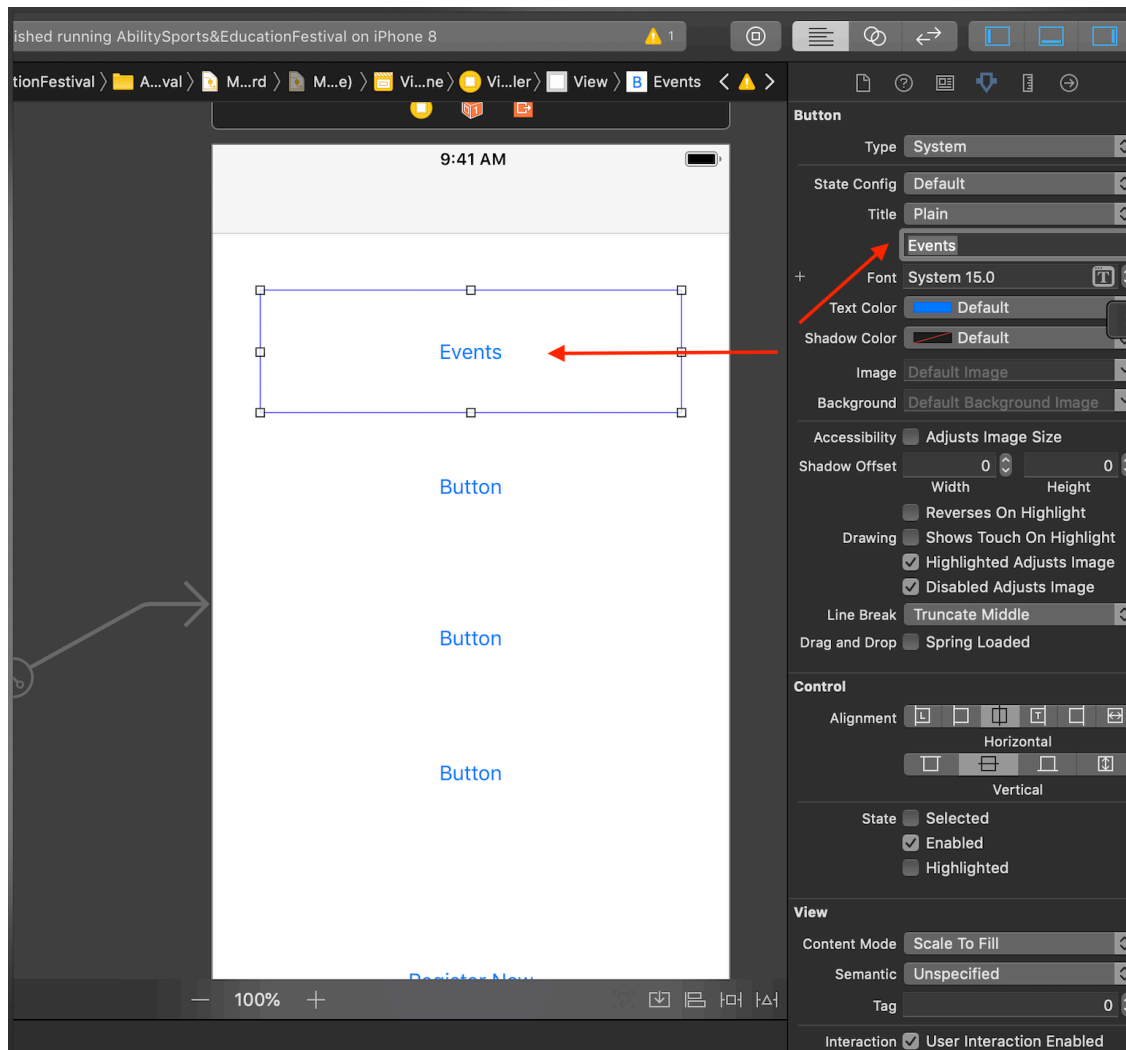 ished running AbilitySports&EducationFestival on iPhone 8 1
tionFestival A...val M...rd M...e) Vi...ne Vi...ler View B Events
9:41 AM
Events
Button
Button
Button
Register Now
100%
Button
Type System
State Config Default
Title Plain
Events
Font System 15.0 T
Text Color Default
Shadow Color Default
Image Default Image
Background Default Background Image
Accessibility Adjusts Image Size
Shadow Offset 0 0
Width Height
Reverses On Highlight
Drawing Shows Touch On Highlight
Highlighted Adjusts Image
Disabled Adjusts Image
Line Break Truncate Middle
Drag and Drop Spring Loaded
Control
Alignment L T
Horizontal
Vertical
State Selected
Enabled
Highlighted
View
Content Mode Scale To Fill
Semantic Unspecified
Tag 0
Interaction User Interaction Enabled